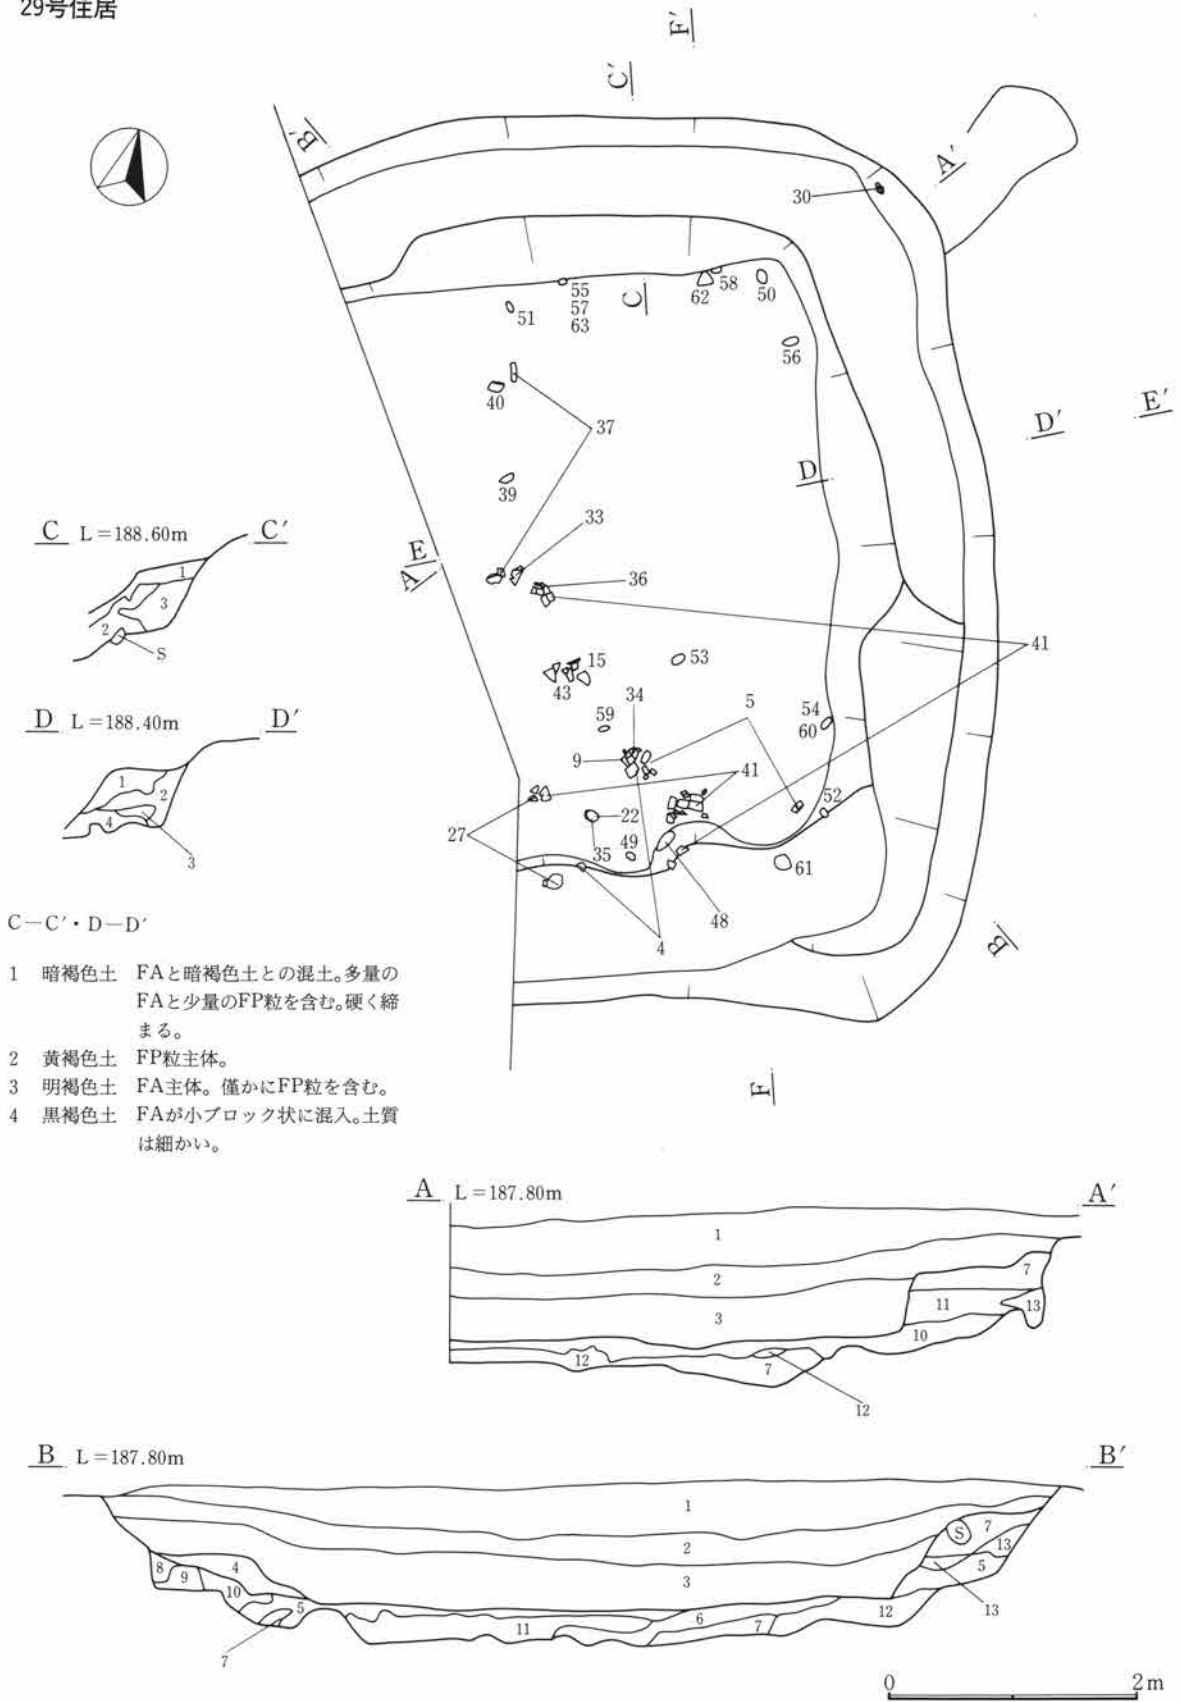 29号住居
F′
C′
B′
A′
30
C
58
62
50
55
57
63
51
56
40
37
E′
D′
39
D
C L＝188.60m C′
1
3
2
S
33
E
A
36
41
15
53
43
34
5
D L＝188.40m D′
1
2
4
3
59
54
60
9
41
52
27
22
35
49
61
48
4
B
C－C′・D－D′
1 暗褐色土 FAと暗褐色土との混土。多量の
FAと少量のFP粒を含む。硬く締
まる。
2 黄褐色土 FP粒主体。
3 明褐色土 FA主体。僅かにFP粒を含む。
4 黒褐色土 FAが小ブロック状に混入。土質
は細かい。
F
A L＝187.80m A′
1
2
7
3
11
13
10
12
7
12
B L＝187.80m B′
1
S
7
2
13
8
9
4
3
5
10
5
6
12
13
11
7
7
0 2m